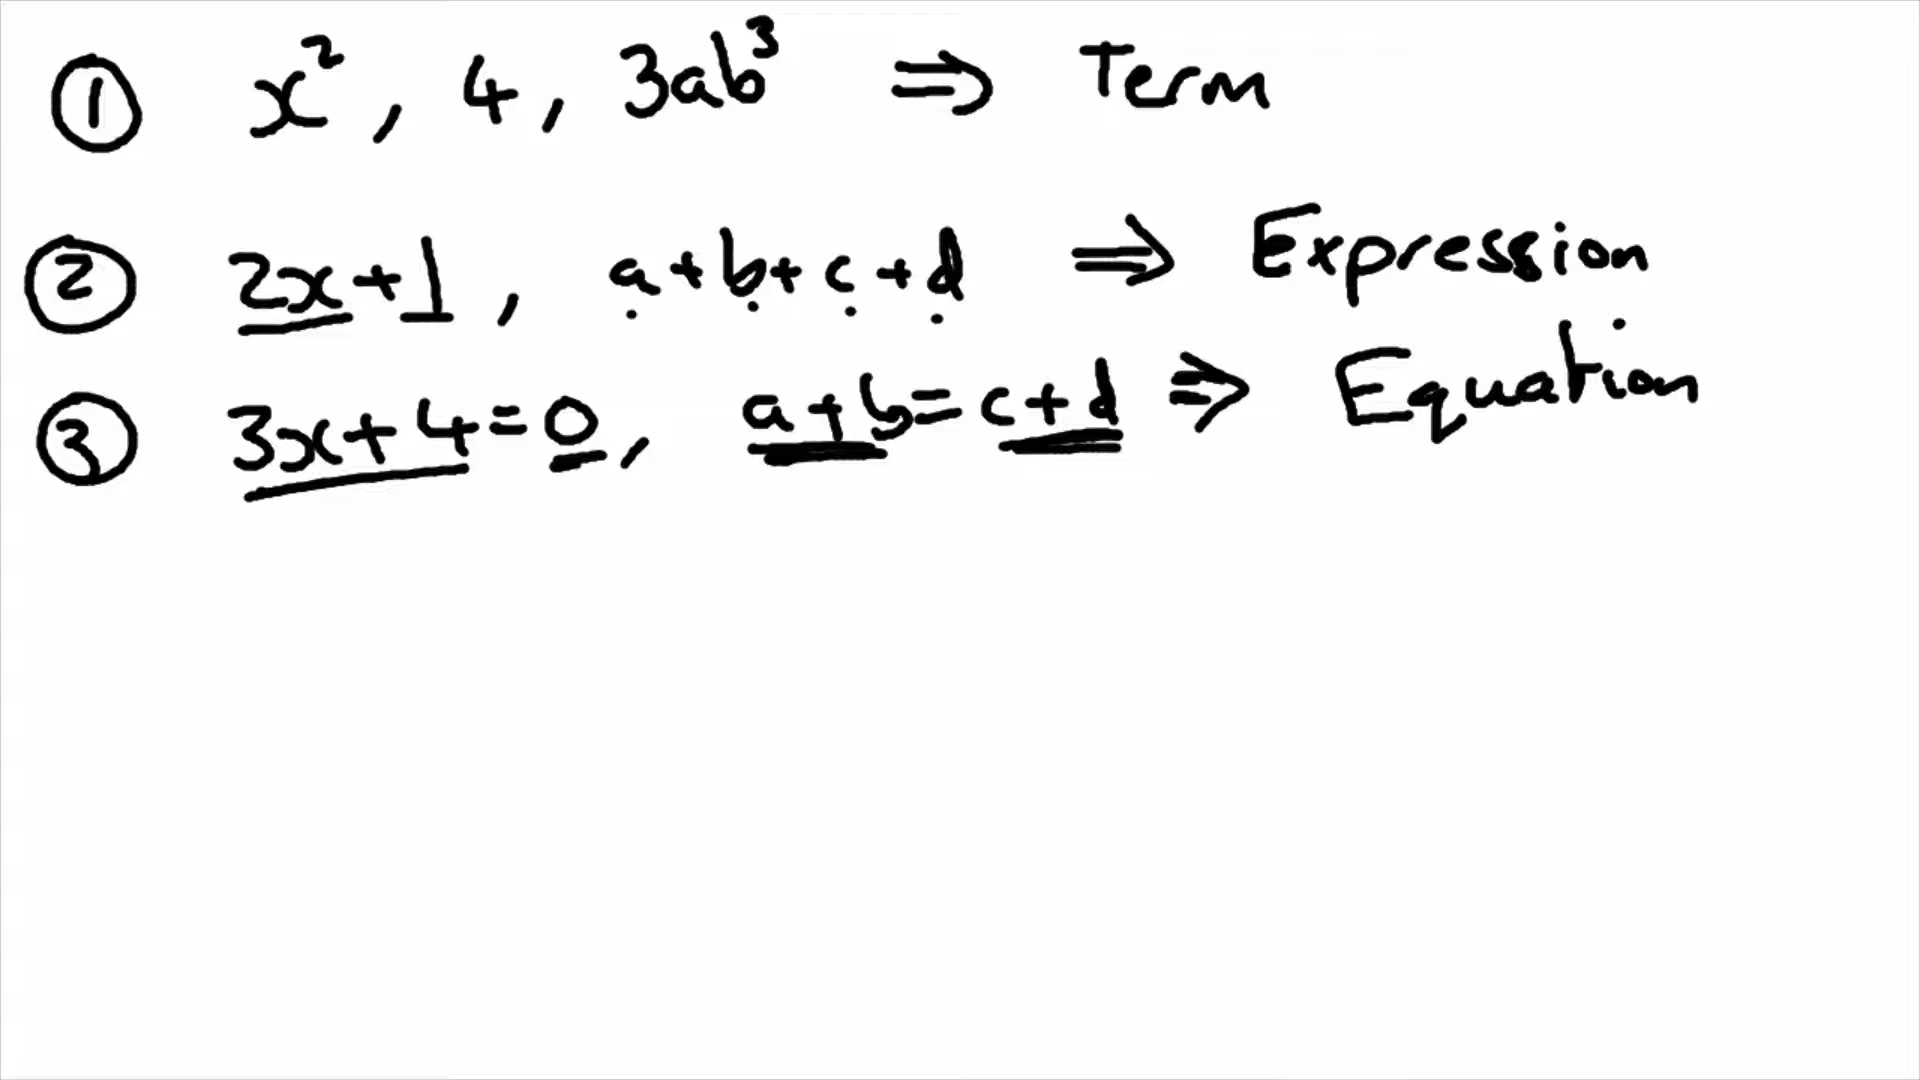 ① x², 4, 3ab³ ⇒ Term
② 2x+1, a+b+c+d ⇒ Expression
③ 3x+4=0, a+b=c+d ⇒ Equation